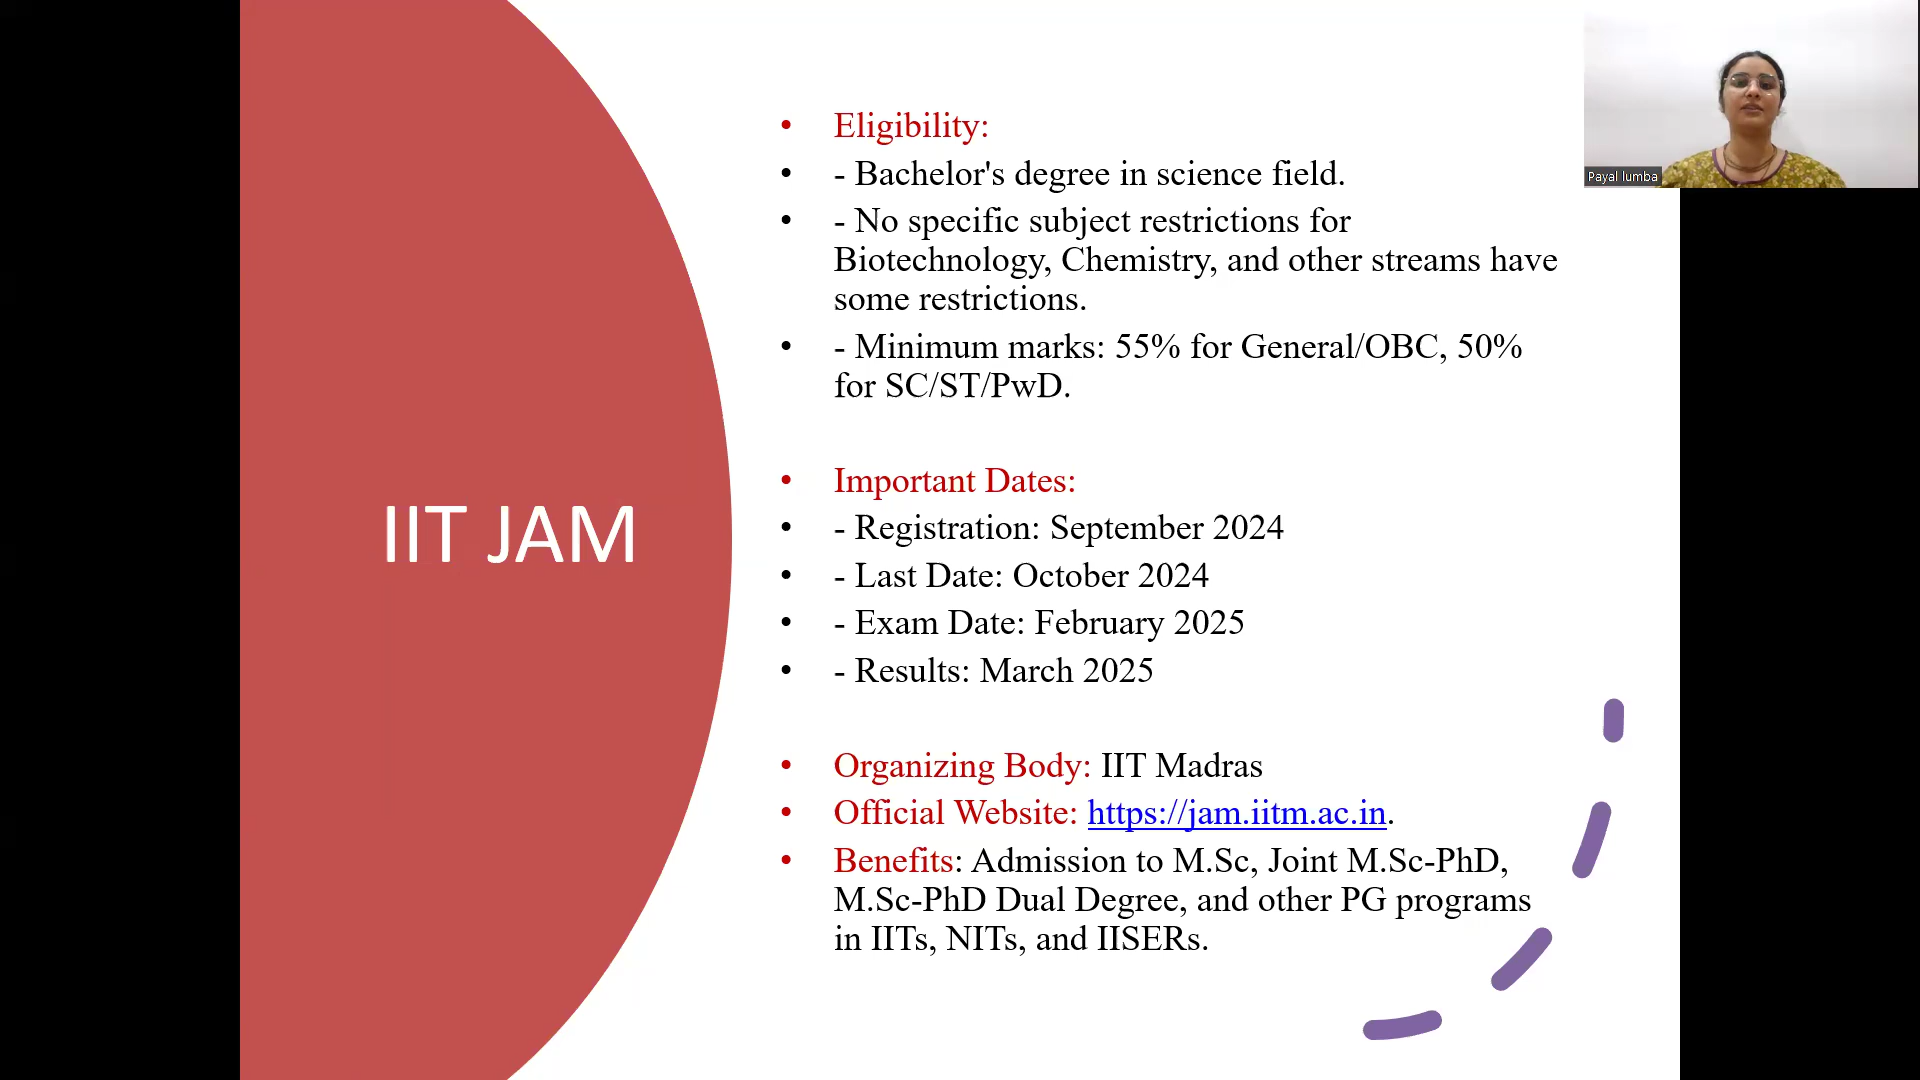 IIT JAM
• Eligibility:
• - Bachelor's degree in science field.
• - No specific subject restrictions for
Biotechnology, Chemistry, and other streams have
some restrictions.
• - Minimum marks: 55% for General/OBC, 50%
for SC/ST/PwD.
• Important Dates:
• - Registration: September 2024
• - Last Date: October 2024
• - Exam Date: February 2025
• - Results: March 2025
• Organizing Body: IIT Madras
• Official Website: https://jam.iitm.ac.in.
• Benefits: Admission to M.Sc, Joint M.Sc-PhD,
M.Sc-PhD Dual Degree, and other PG programs
in IITs, NITs, and IISERs.
Payal lumba